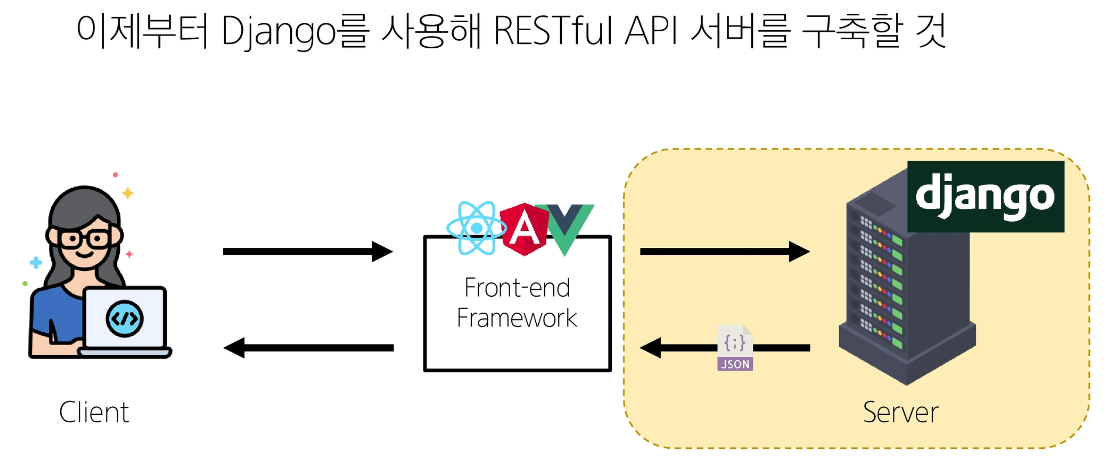 이제부터 Django를 사용해 RESTful API 서버를 구축할 것
django
A
Front-end
Framework
</>
{;}
JSON
Client
Server